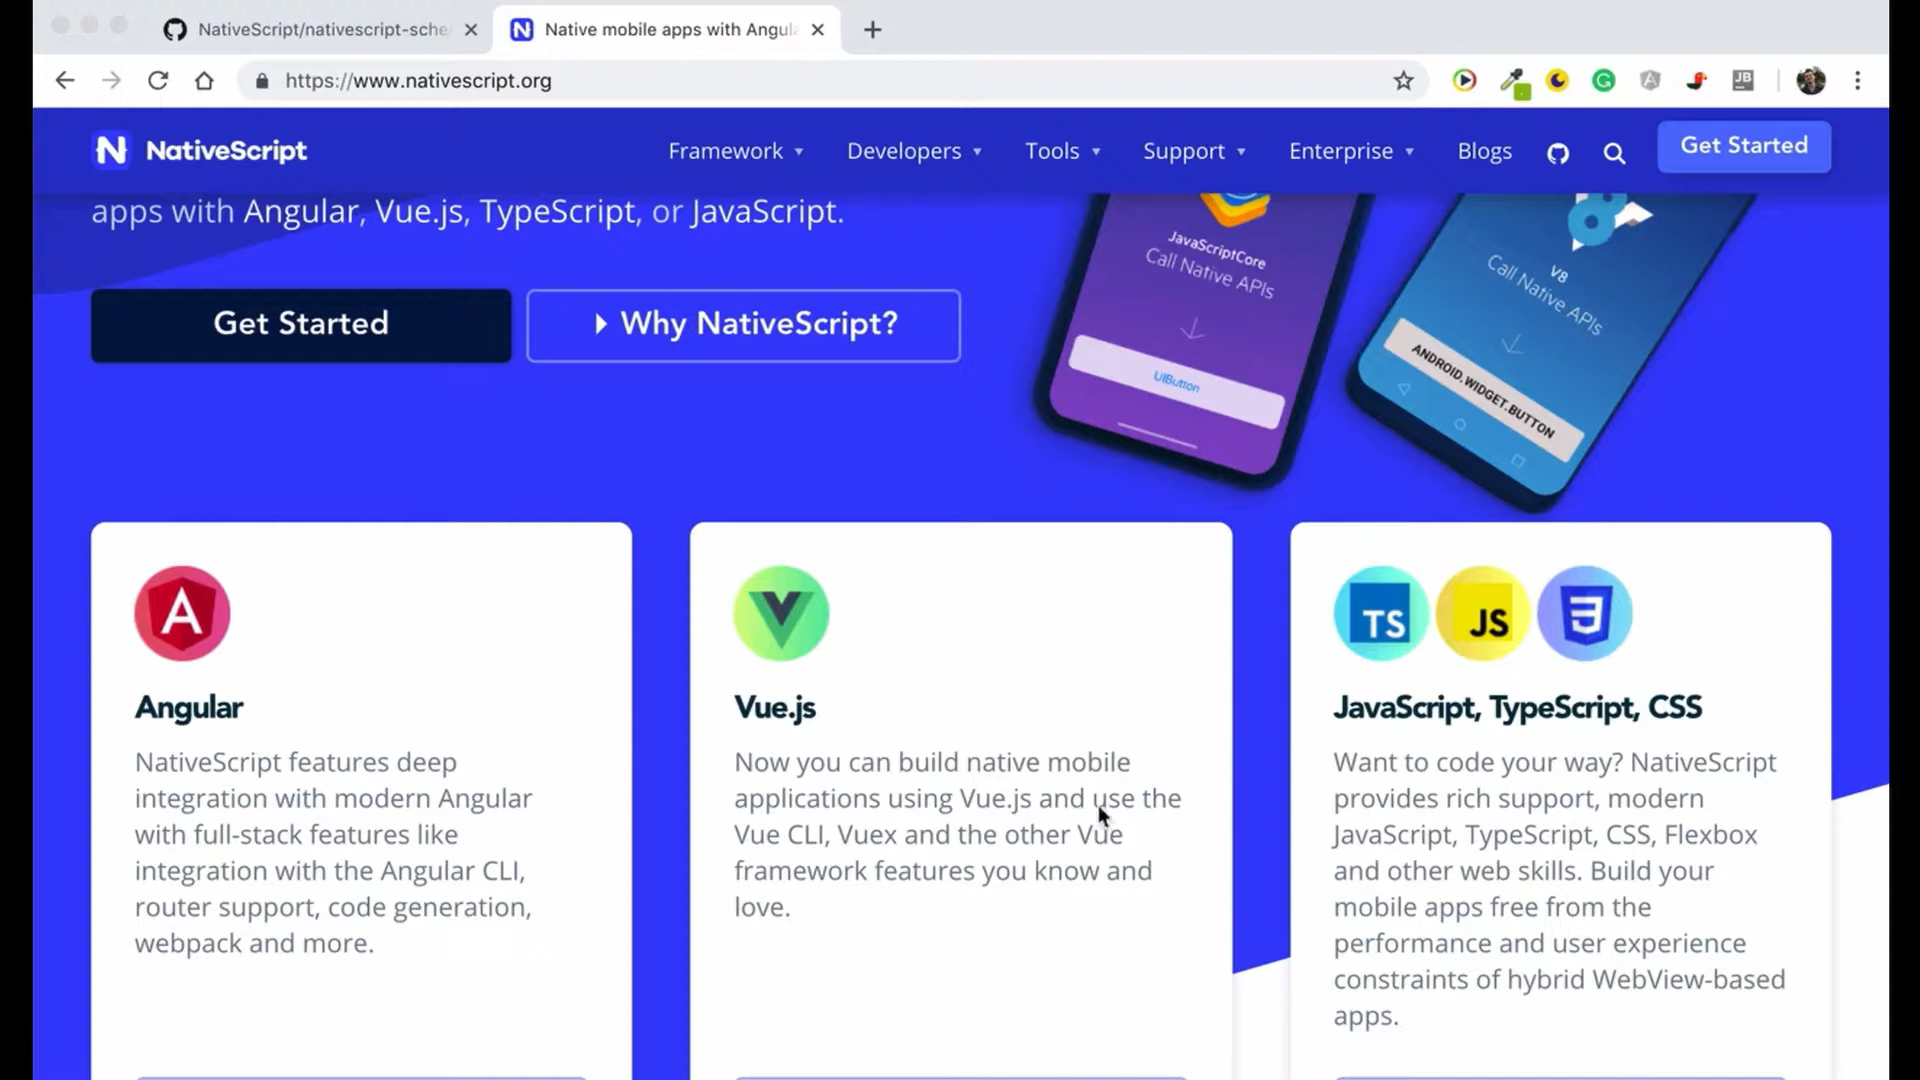 NativeScript/nativescript-sche
Native mobile apps with Angul
https://www.nativescript.org
JB
NativeScript
Framework
Developers
Tools
Support
Enterprise
Blogs
Get Started
apps with Angular, Vue.js, TypeScript, or JavaScript.
Get Started
Why NativeScript?
JavaScriptCore
Call Native APIs
UIButton
V8
Call Native APIs
ANDROID.WIDGET.BUTTON
TS
JS
Angular
NativeScript features deep
integration with modern Angular
with full-stack features like
integration with the Angular CLI,
router support, code generation,
webpack and more.
Vue.js
Now you can build native mobile
applications using Vue.js and use the
Vue CLI, Vuex and the other Vue
framework features you know and
love.
JavaScript, TypeScript, CSS
Want to code your way? NativeScript
provides rich support, modern
JavaScript, TypeScript, CSS, Flexbox
and other web skills. Build your
mobile apps free from the
performance and user experience
constraints of hybrid WebView-based
apps.